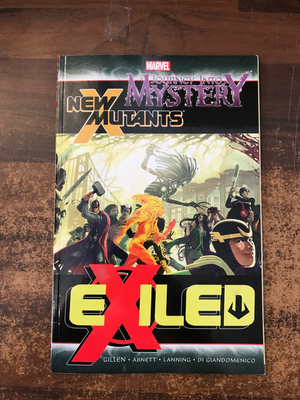 MARVEL
JOURNEY INTO
MYSTERY
NEW
MUTANTS
EXILED
GILLEN • ABNETT • LANNING • DI GIANDOMENICO